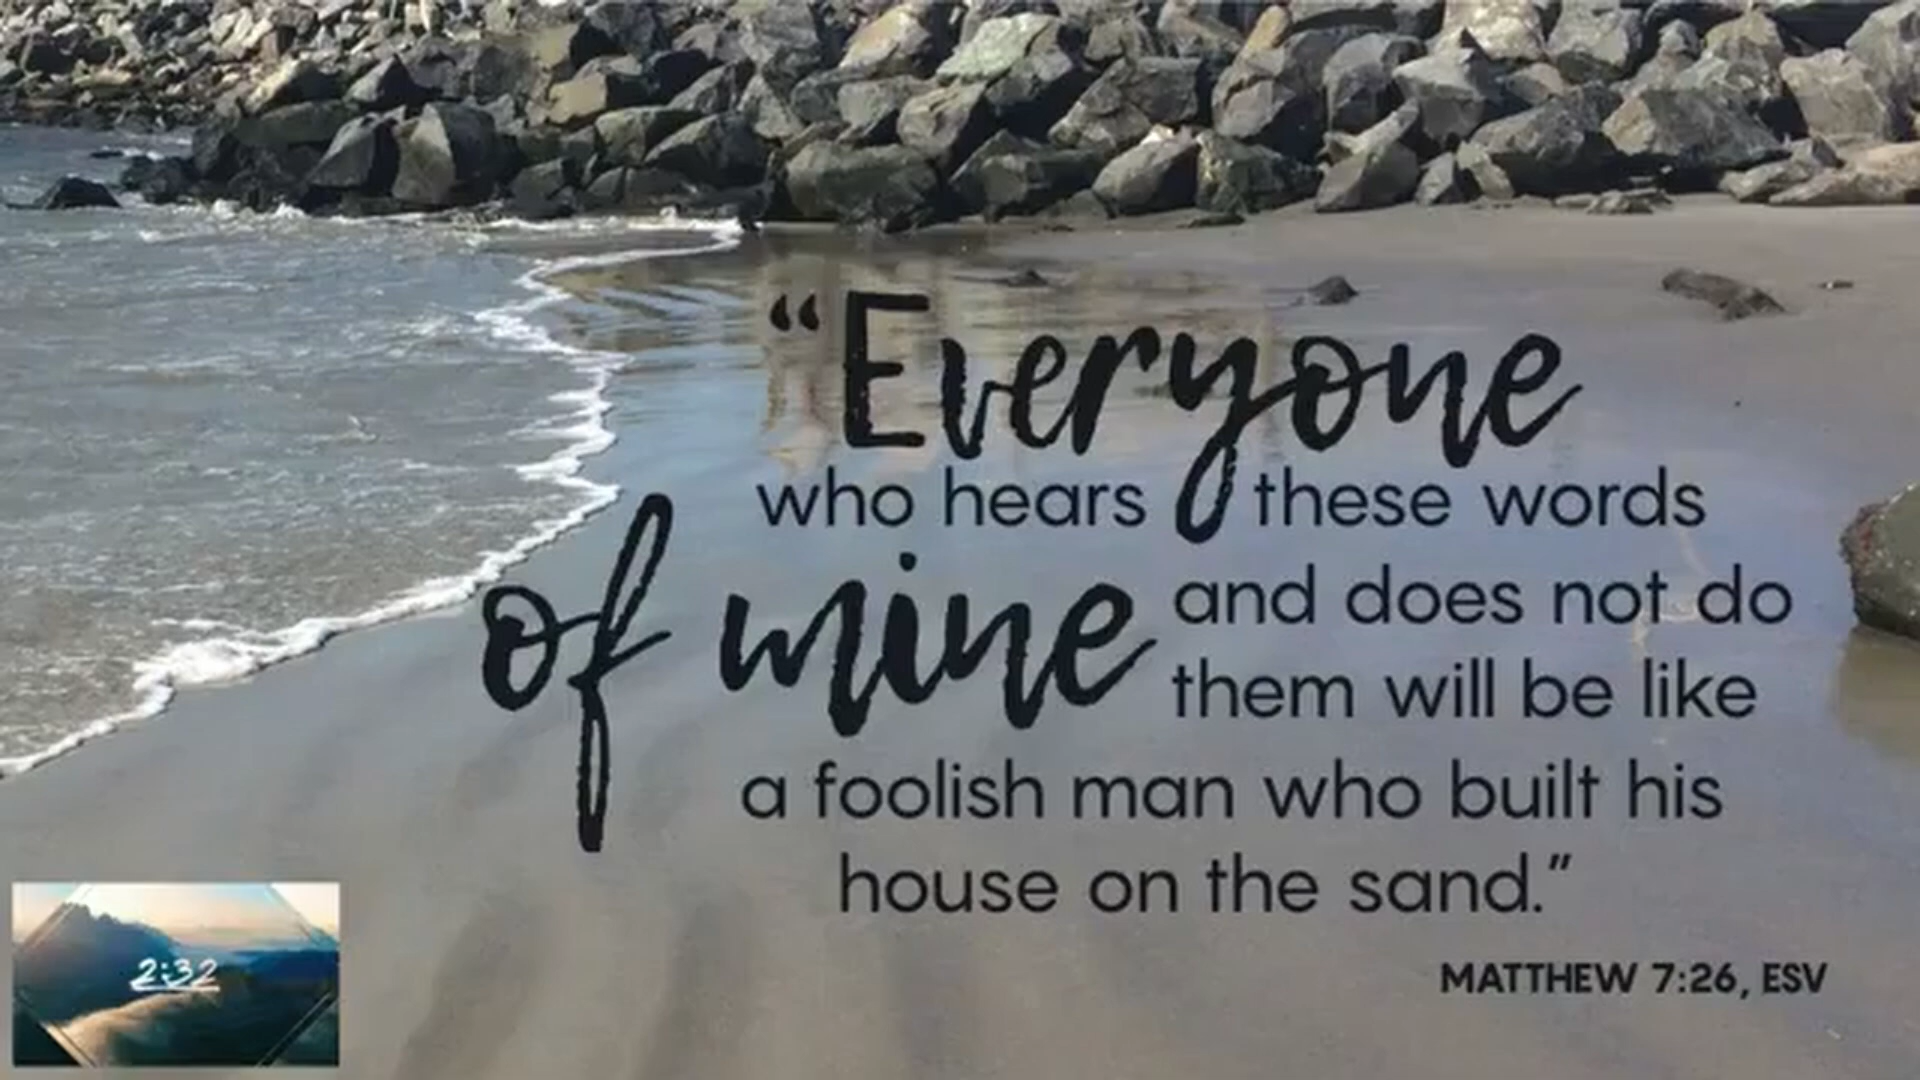 “Everyone
who hears these words
of mine and does not do
them will be like
a foolish man who built his
house on the sand.”
MATTHEW 7:26, ESV
2:32